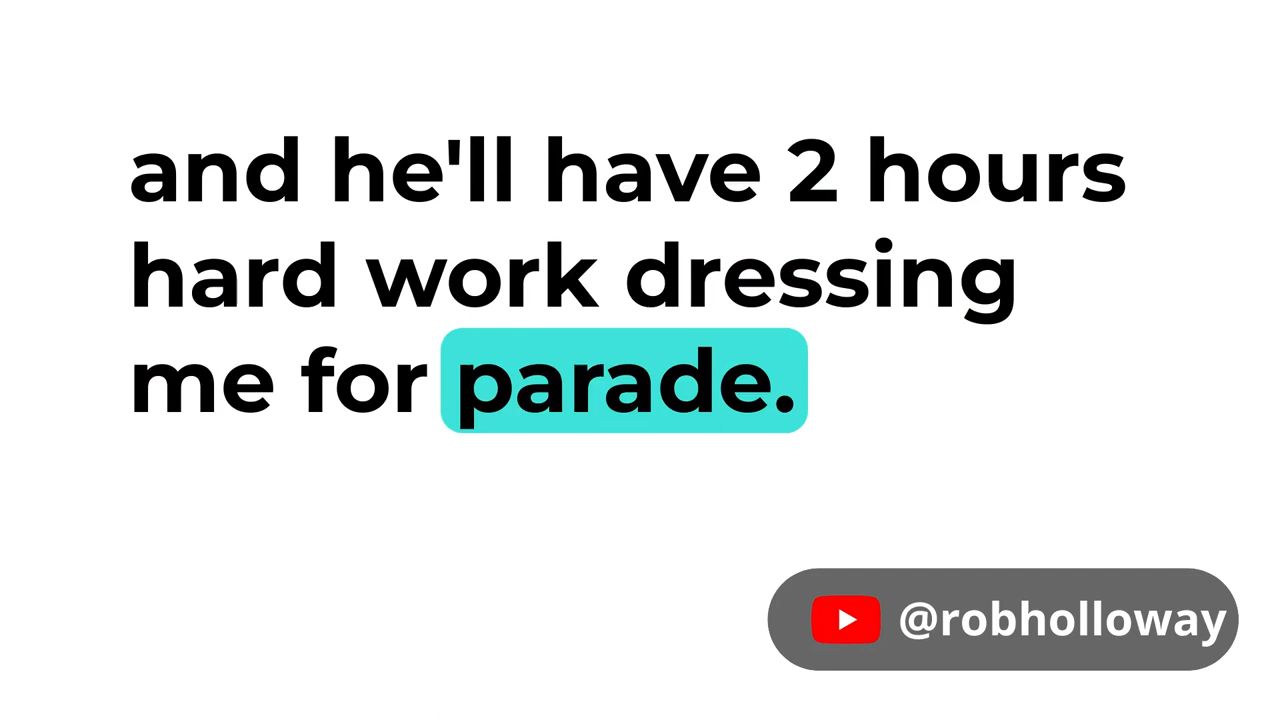 and he'll have 2 hours
hard work dressing
me for parade.
@robholloway